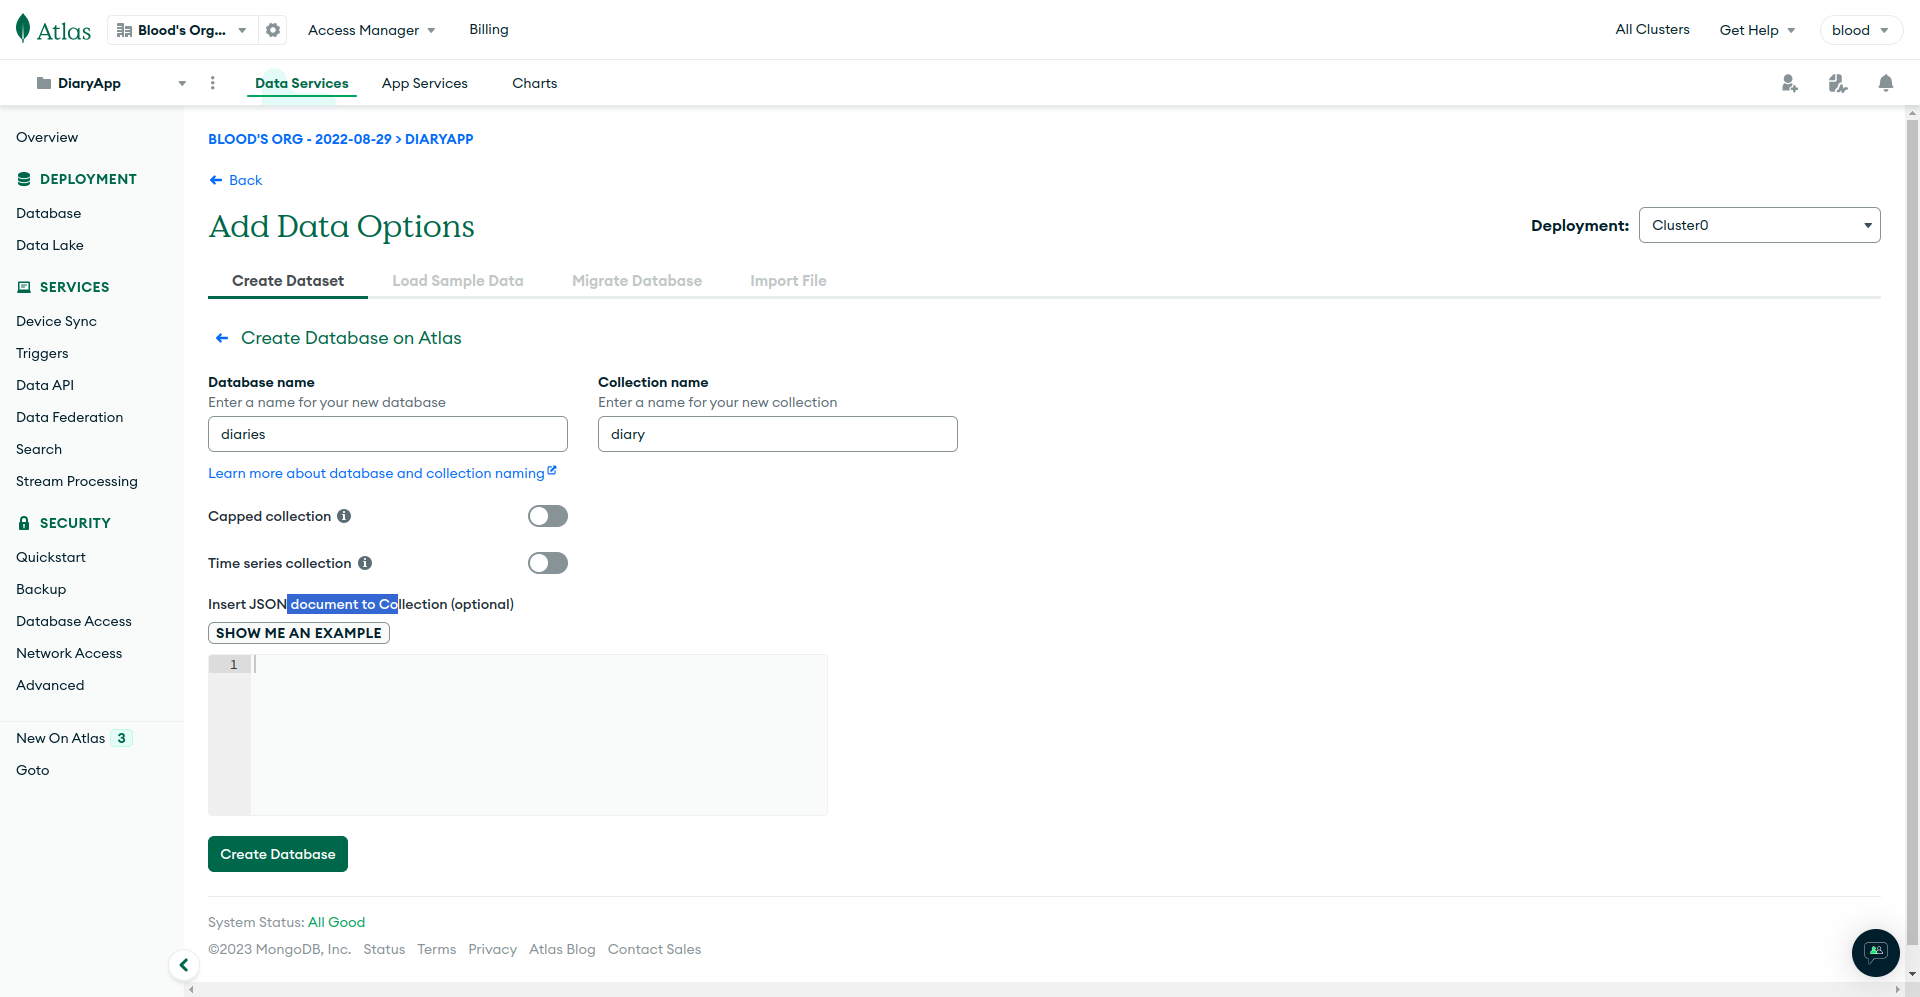 Atlas
Blood's Org...
Access Manager
Billing
All Clusters
Get Help
blood
DiaryApp
Data Services
App Services
Charts
Overview
DEPLOYMENT
Database
Data Lake
SERVICES
Device Sync
Triggers
Data API
Data Federation
Search
Stream Processing
SECURITY
Quickstart
Backup
Database Access
Network Access
Advanced
New On Atlas 3
Goto
BLOOD'S ORG - 2022-08-29 > DIARYAPP
Back
Add Data Options
Deployment: Cluster0
Create Dataset
Load Sample Data
Migrate Database
Import File
Create Database on Atlas
Database name
Enter a name for your new database
diaries
Collection name
Enter a name for your new collection
diary
Learn more about database and collection naming
Capped collection
Time series collection
Insert JSON document to Collection (optional)
SHOW ME AN EXAMPLE
1
Create Database
System Status: All Good
©2023 MongoDB, Inc. Status Terms Privacy Atlas Blog Contact Sales